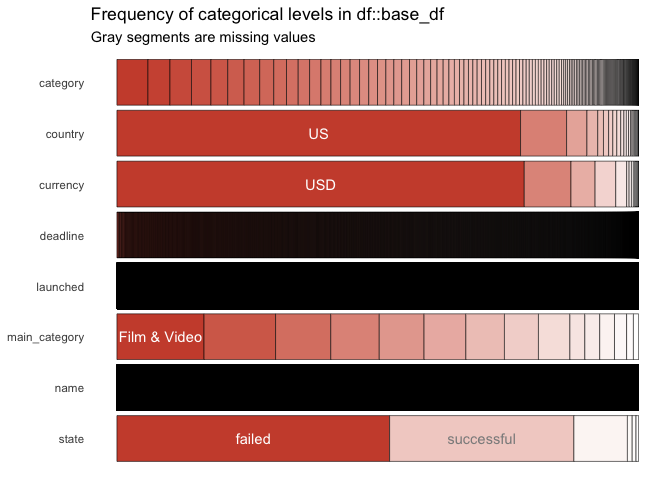 Frequency of categorical levels in df::base_df
Gray segments are missing values
category
country
US
currency
USD
deadline
launched
main_category
Film & Video
name
state
failed
successful